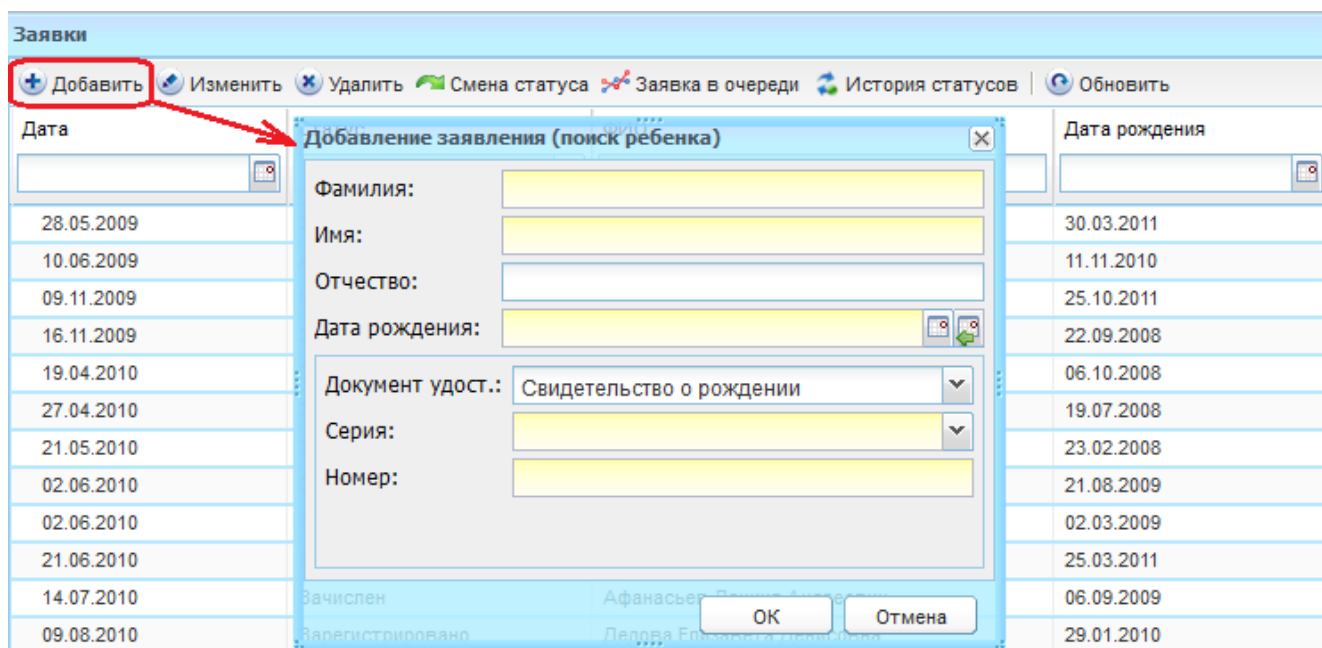 Заявки
Добавить Изменить Удалить Смена статуса Заявка в очереди История статусов Обновить
Дата Дата рождения
Добавление заявления (поиск ребенка)
Фамилия:
28.05.2009 30.03.2011
Имя:
10.06.2009 11.11.2010
Отчество:
09.11.2009 25.10.2011
Дата рождения:
16.11.2009 22.09.2008
19.04.2010 06.10.2008
Документ удост.: Свидетельство о рождении
27.04.2010 19.07.2008
Серия:
21.05.2010 23.02.2008
Номер:
02.06.2010 21.08.2009
02.06.2010 02.03.2009
21.06.2010 25.03.2011
14.07.2010 Зачислен Афанасьев 06.09.2009
ОК Отмена
09.08.2010 Зарегистрировано 29.01.2010